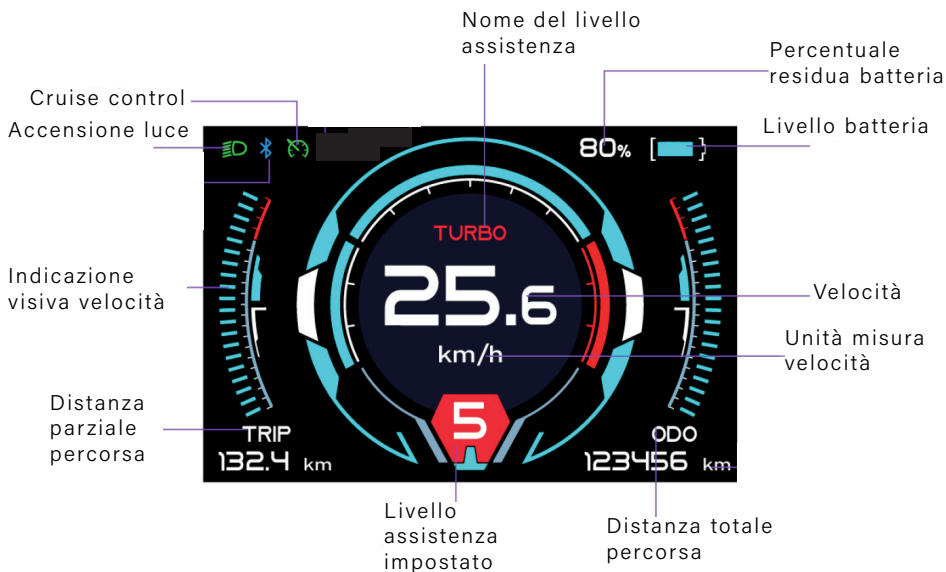 Nome del livello
assistenza
Percentuale
residua batteria
Cruise control
Accensione luce
Livello batteria
80%
TURBO
25.6
km/h
Indicazione
visiva velocità
Velocità
Unità misura
velocità
Distanza
parziale
percorsa
TRIP
132.4 km
5
ODO
123456 km
Livello
assistenza
impostato
Distanza totale
percorsa